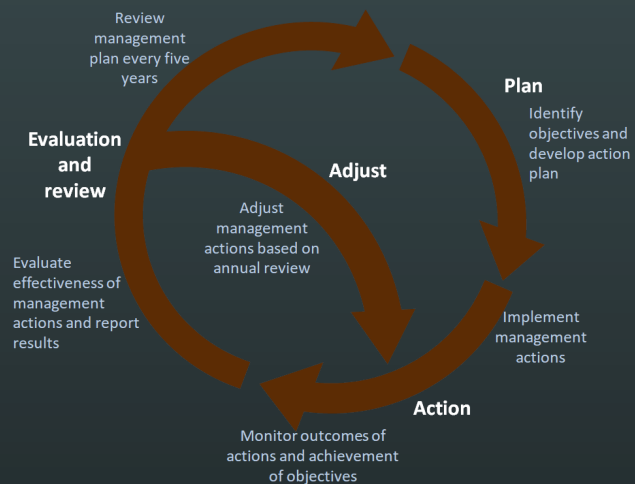 Review
management
plan every five
years
Plan
Identify
objectives and
develop action
plan
Evaluation
and
review
Adjust
Adjust
management
actions based on
annual review
Evaluate
effectiveness of
management
actions and report
results
Implement
management
actions
Action
Monitor outcomes of
actions and achievement
of objectives